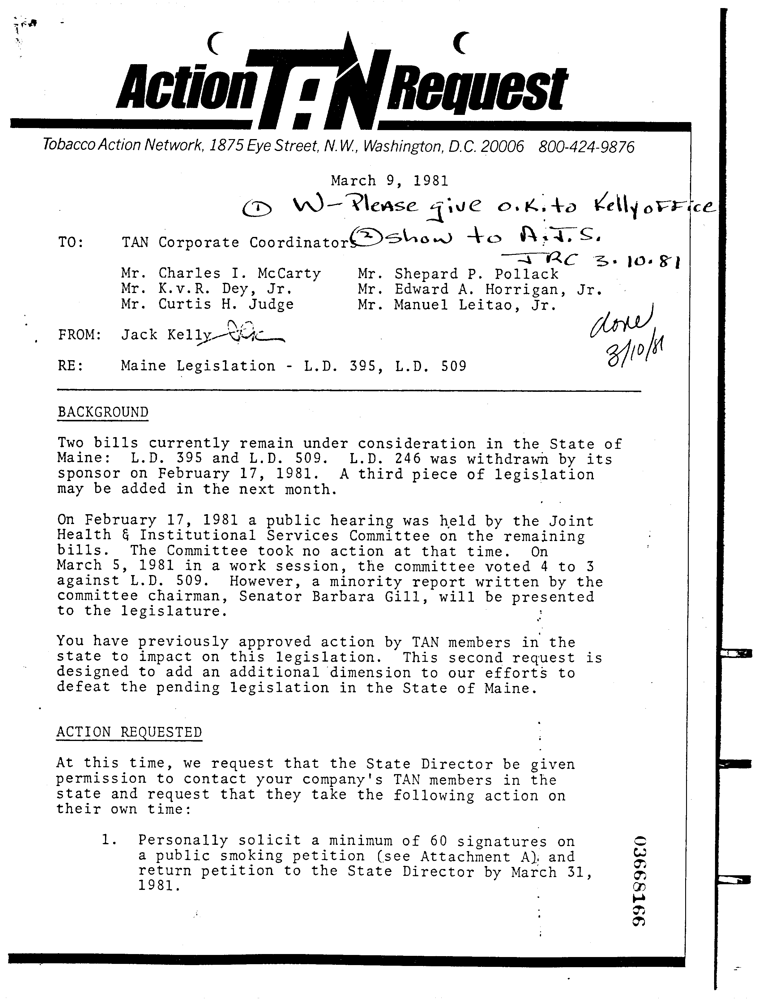 Action TAN Request
Tobacco Action Network, 1875 Eye Street, N.W., Washington, D.C. 20006 800-424-9876
March 9, 1981
① W - Please give O.K. to Kelly office
② Show to A.J.S.
JRC 3.10.81
TO: TAN Corporate Coordinators
Mr. Charles I. McCarty Mr. Shepard P. Pollack
Mr. K.v.R. Dey, Jr. Mr. Edward A. Horrigan, Jr.
Mr. Curtis H. Judge Mr. Manuel Leitao, Jr.
done
3/10/81
FROM: Jack Kelly
RE: Maine Legislation - L.D. 395, L.D. 509
BACKGROUND
Two bills currently remain under consideration in the State of
Maine: L.D. 395 and L.D. 509. L.D. 246 was withdrawn by its
sponsor on February 17, 1981. A third piece of legislation
may be added in the next month.
On February 17, 1981 a public hearing was held by the Joint
Health & Institutional Services Committee on the remaining
bills. The Committee took no action at that time. On
March 5, 1981 in a work session, the committee voted 4 to 3
against L.D. 509. However, a minority report written by the
committee chairman, Senator Barbara Gill, will be presented
to the legislature.
You have previously approved action by TAN members in the
state to impact on this legislation. This second request is
designed to add an additional dimension to our efforts to
defeat the pending legislation in the State of Maine.
ACTION REQUESTED
At this time, we request that the State Director be given
permission to contact your company's TAN members in the
state and request that they take the following action on
their own time:
1. Personally solicit a minimum of 60 signatures on
a public smoking petition (see Attachment A). and
return petition to the State Director by March 31,
1981.
03668166